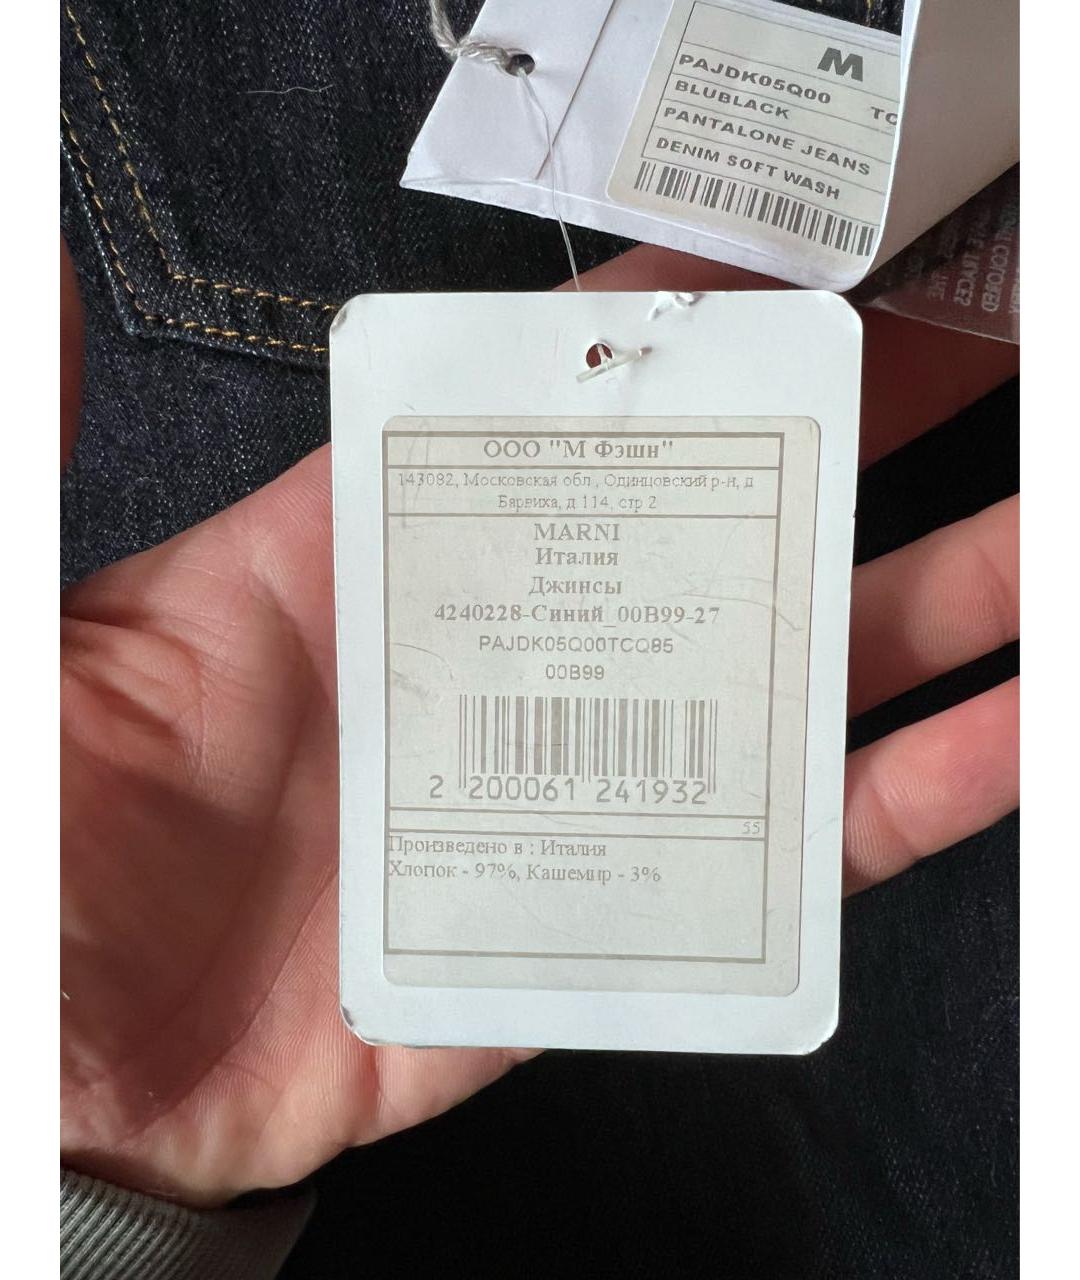 M
PAJDK05Q00 TC
BLUBLACK
PANTALONE JEANS
DENIM SOFT WASH
ООО "М Фэшн"
143082, Московская обл., Одинцовский р-н, д
Барвиха, д 114, стр 2
MARNI
Италия
Джинсы
4240228-Синий_00B99-27
PAJDK05Q00TCQ85
00B99
2 200061 241932
55
Произведено в : Италия
Хлопок - 97%, Кашемир - 3%